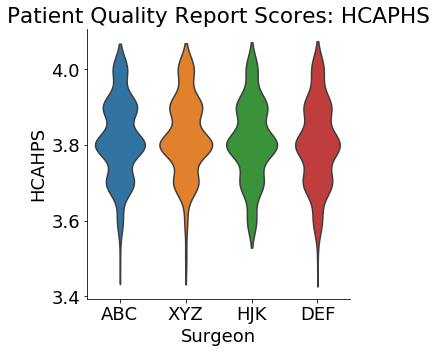 Patient Quality Report Scores: HCAPHS
4.0
3.8
3.6
3.4
HCAHPS
ABC XYZ HJK DEF
Surgeon